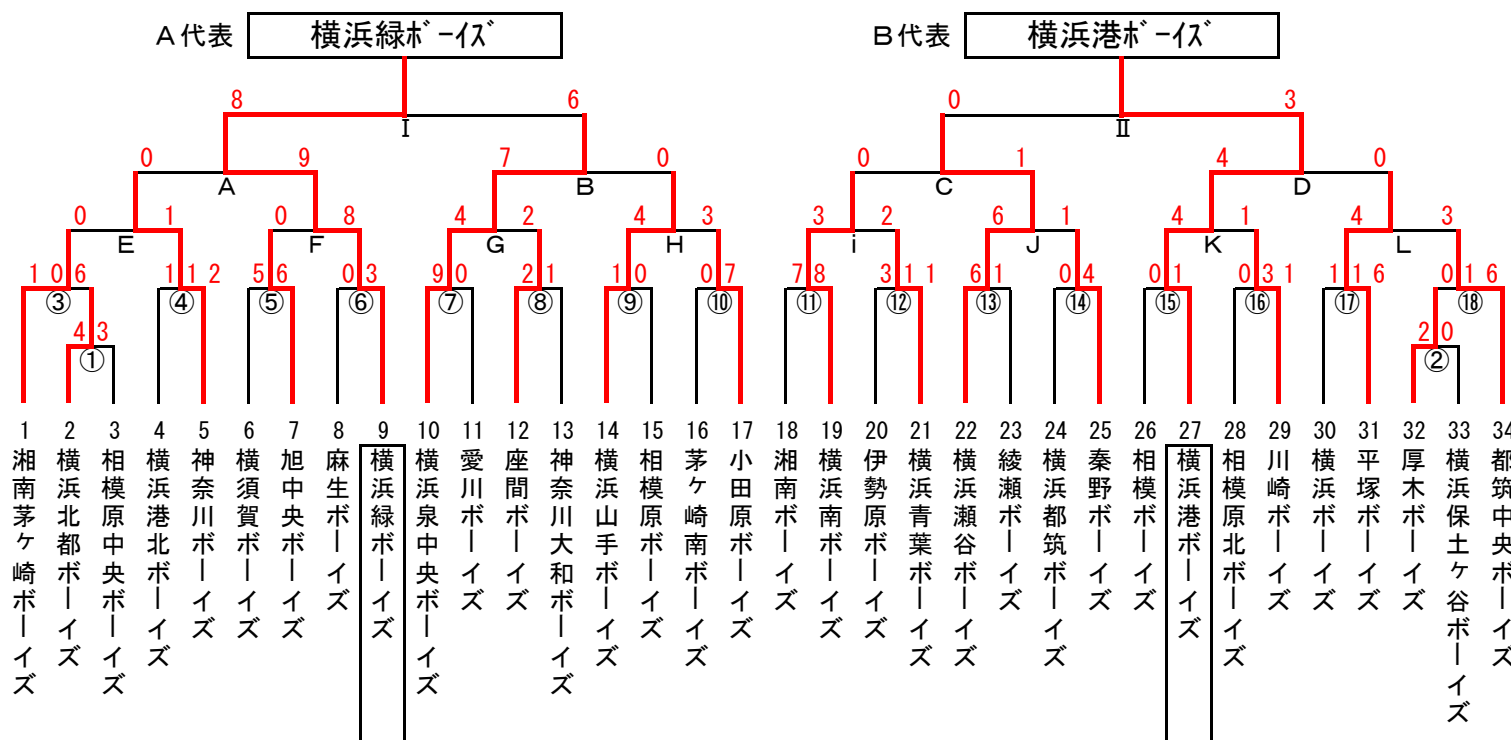 A代表 横浜緑ﾎﾞｰｲｽﾞ B代表 横浜港ﾎﾞｰｲｽﾞ
8 6 0 3
Ⅰ Ⅱ
0 9 7 0 0 1 4 0
A B C D
0 1 0 8 4 2 4 3 3 2 6 1 4 1 4 3
E F G H i J K L
1 0 6 1 1 2 5 6 0 3 9 0 2 1 1 0 0 7 7 8 3 1 1 6 1 0 4 0 1 0 3 1 1 1 6 0 1 6
③ ④ ⑤ ⑥ ⑦ ⑧ ⑨ ⑩ ⑪ ⑫ ⑬ ⑭ ⑮ ⑯ ⑰ ⑱
4 3 2 0
① ②
1 2 3 4 5 6 7 8 9 10 11 12 13 14 15 16 17 18 19 20 21 22 23 24 25 26 27 28 29 30 31 32 33 34
湘南茅ヶ崎ボーイズ
横浜北都ボーイズ
相模原中央ボーイズ
横浜港北ボーイズ
神奈川ボーイズ
横須賀ボーイズ
旭中央ボーイズ
麻生ボーイズ
横浜緑ボーイズ
横浜泉中央ボーイズ
愛川ボーイズ
座間ボーイズ
神奈川大和ボーイズ
横浜山手ボーイズ
相模原ボーイズ
茅ケ崎南ボーイズ
小田原ボーイズ
湘南ボーイズ
横浜南ボーイズ
伊勢原ボーイズ
横浜青葉ボーイズ
横浜瀬谷ボーイズ
綾瀬ボーイズ
横浜都筑ボーイズ
秦野ボーイズ
相模ボーイズ
横浜港ボーイズ
相模原北ボーイズ
川崎ボーイズ
横浜ボーイズ
平塚ボーイズ
厚木ボーイズ
横浜保土ケ谷ボーイズ
都筑中央ボーイズ